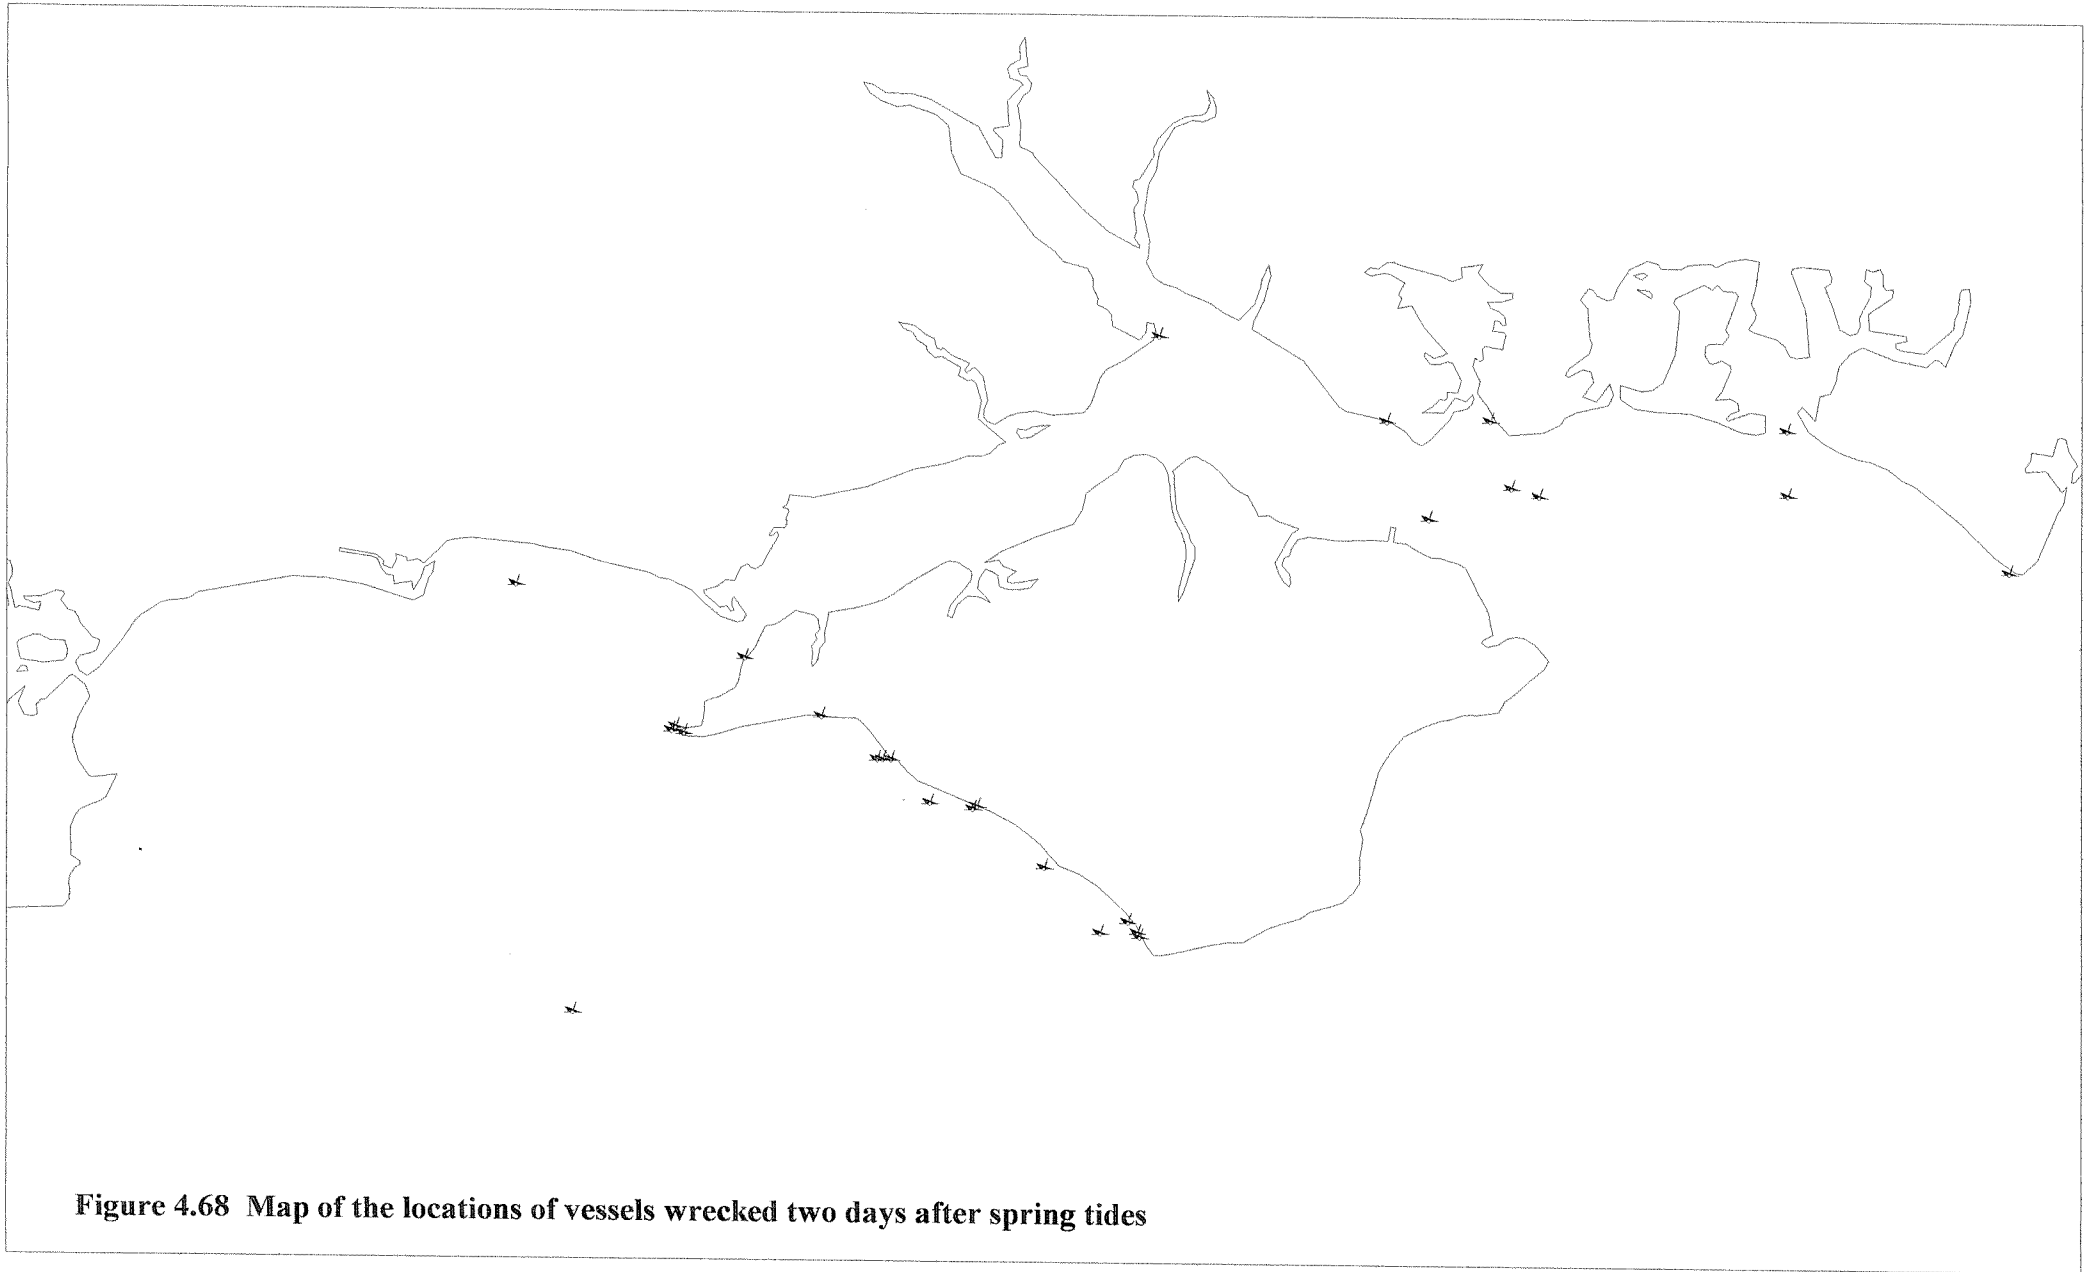 Figure 4.68 Map of the locations of vessels wrecked two days after spring tides